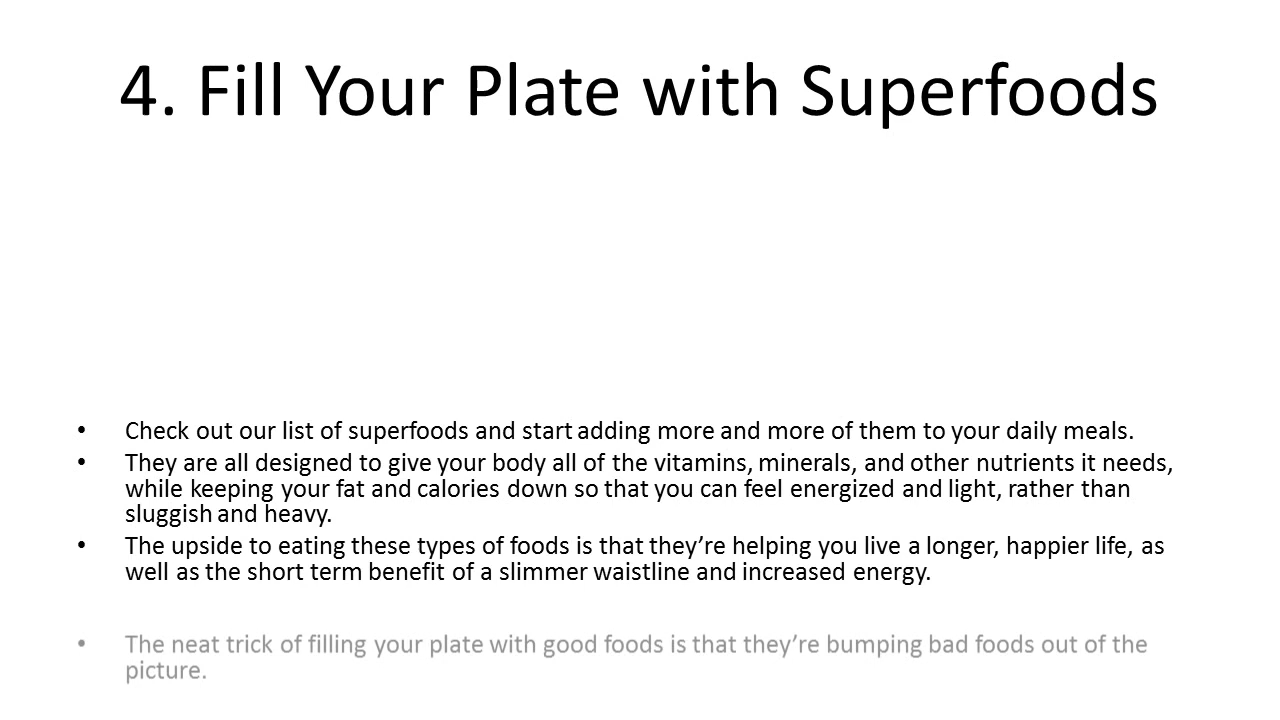 4. Fill Your Plate with Superfoods
• Check out our list of superfoods and start adding more and more of them to your daily meals.
• They are all designed to give your body all of the vitamins, minerals, and other nutrients it needs,
while keeping your fat and calories down so that you can feel energized and light, rather than
sluggish and heavy.
• The upside to eating these types of foods is that they’re helping you live a longer, happier life, as
well as the short term benefit of a slimmer waistline and increased energy.
• The neat trick of filling your plate with good foods is that they’re bumping bad foods out of the
picture.